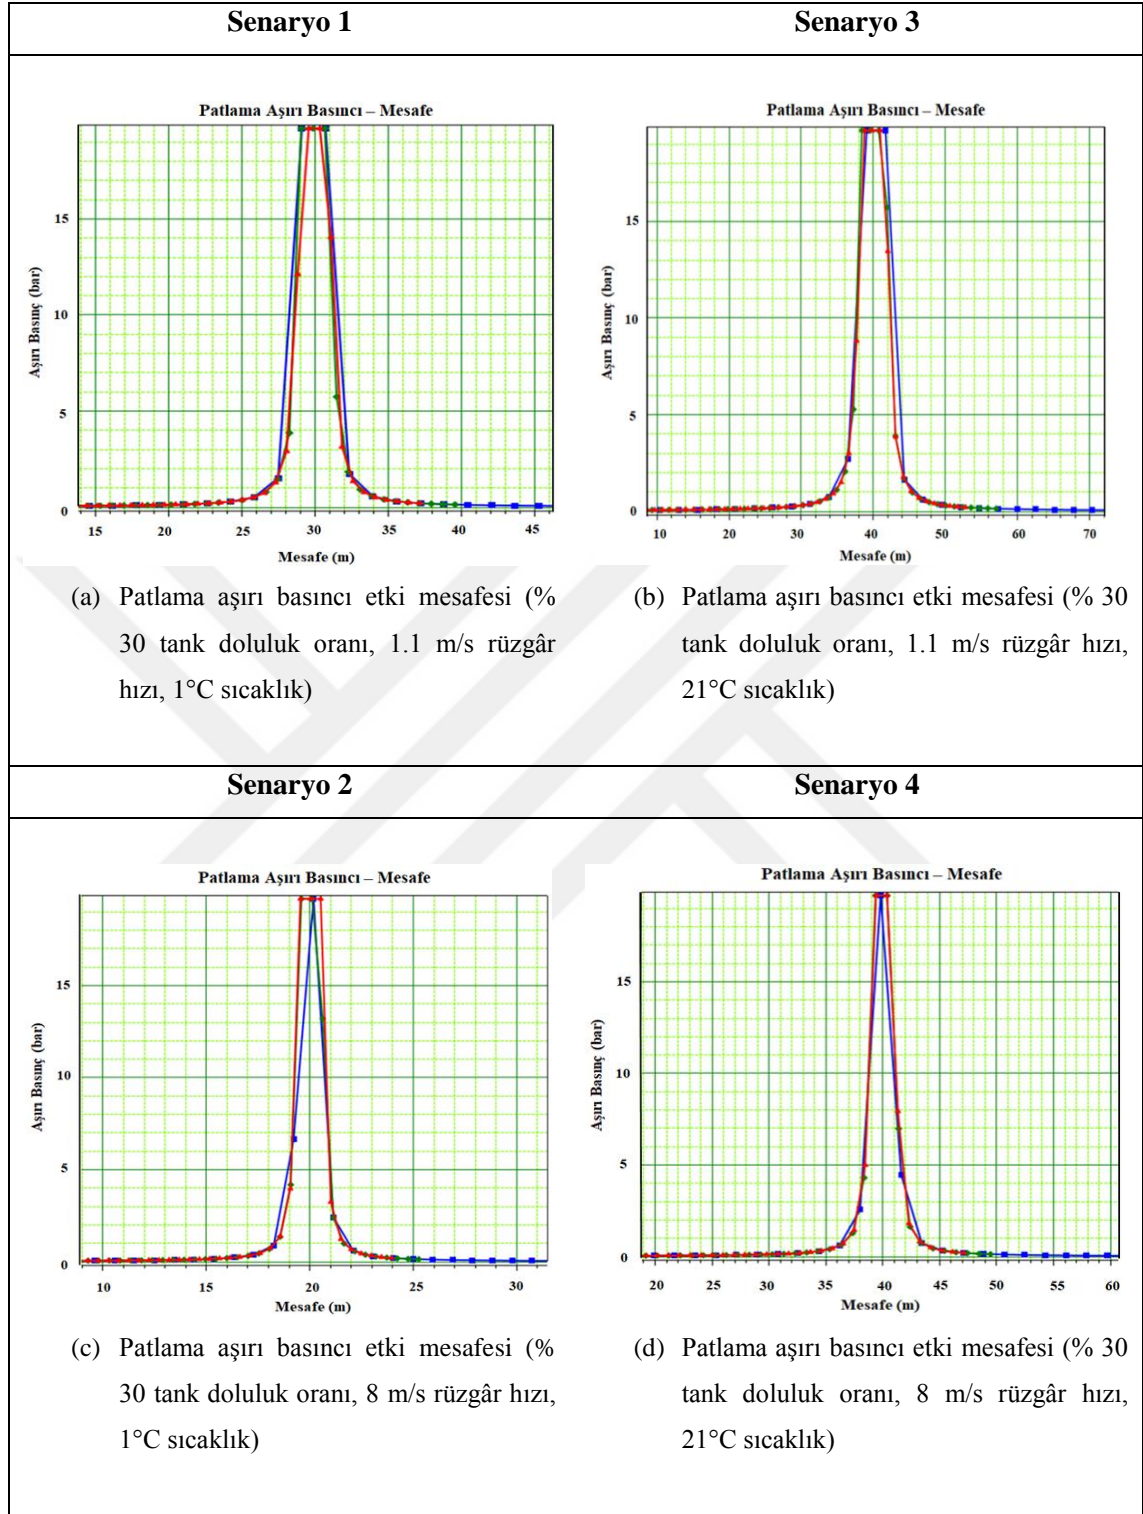 Senaryo 1
Senaryo 3
Patlama Aşırı Basıncı – Mesafe
15
10
5
0
Aşırı Basınç (bar)
15 20 25 30 35 40 45
Mesafe (m)
(a) Patlama aşırı basıncı etki mesafesi (%
30 tank doluluk oranı, 1.1 m/s rüzgâr
hızı, 1°C sıcaklık)
Patlama Aşırı Basıncı – Mesafe
15
10
5
0
Aşırı Basınç (bar)
10 20 30 40 50 60 70
Mesafe (m)
(b) Patlama aşırı basıncı etki mesafesi (% 30
tank doluluk oranı, 1.1 m/s rüzgâr hızı,
21°C sıcaklık)
Senaryo 2
Senaryo 4
Patlama Aşırı Basıncı – Mesafe
15
10
5
0
Aşırı Basınç (bar)
10 15 20 25 30
Mesafe (m)
(c) Patlama aşırı basıncı etki mesafesi (%
30 tank doluluk oranı, 8 m/s rüzgâr hızı,
1°C sıcaklık)
Patlama Aşırı Basıncı – Mesafe
15
10
5
0
Aşırı Basınç (bar)
20 25 30 35 40 45 50 55 60
Mesafe (m)
(d) Patlama aşırı basıncı etki mesafesi (% 30
tank doluluk oranı, 8 m/s rüzgâr hızı,
21°C sıcaklık)